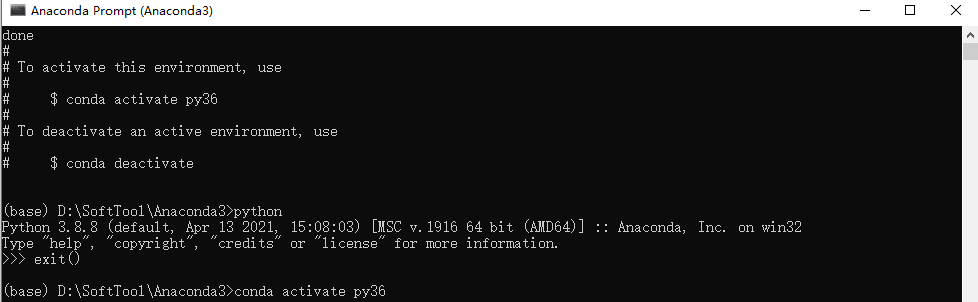 Anaconda Prompt (Anaconda3)
done
#
# To activate this environment, use
#
#     $ conda activate py36
#
# To deactivate an active environment, use
#
#     $ conda deactivate
(base) D:\SoftTool\Anaconda3>python
Python 3.8.8 (default, Apr 13 2021, 15:08:03) [MSC v.1916 64 bit (AMD64)] :: Anaconda, Inc. on win32
Type "help", "copyright", "credits" or "license" for more information.
>>> exit()
(base) D:\SoftTool\Anaconda3>conda activate py36